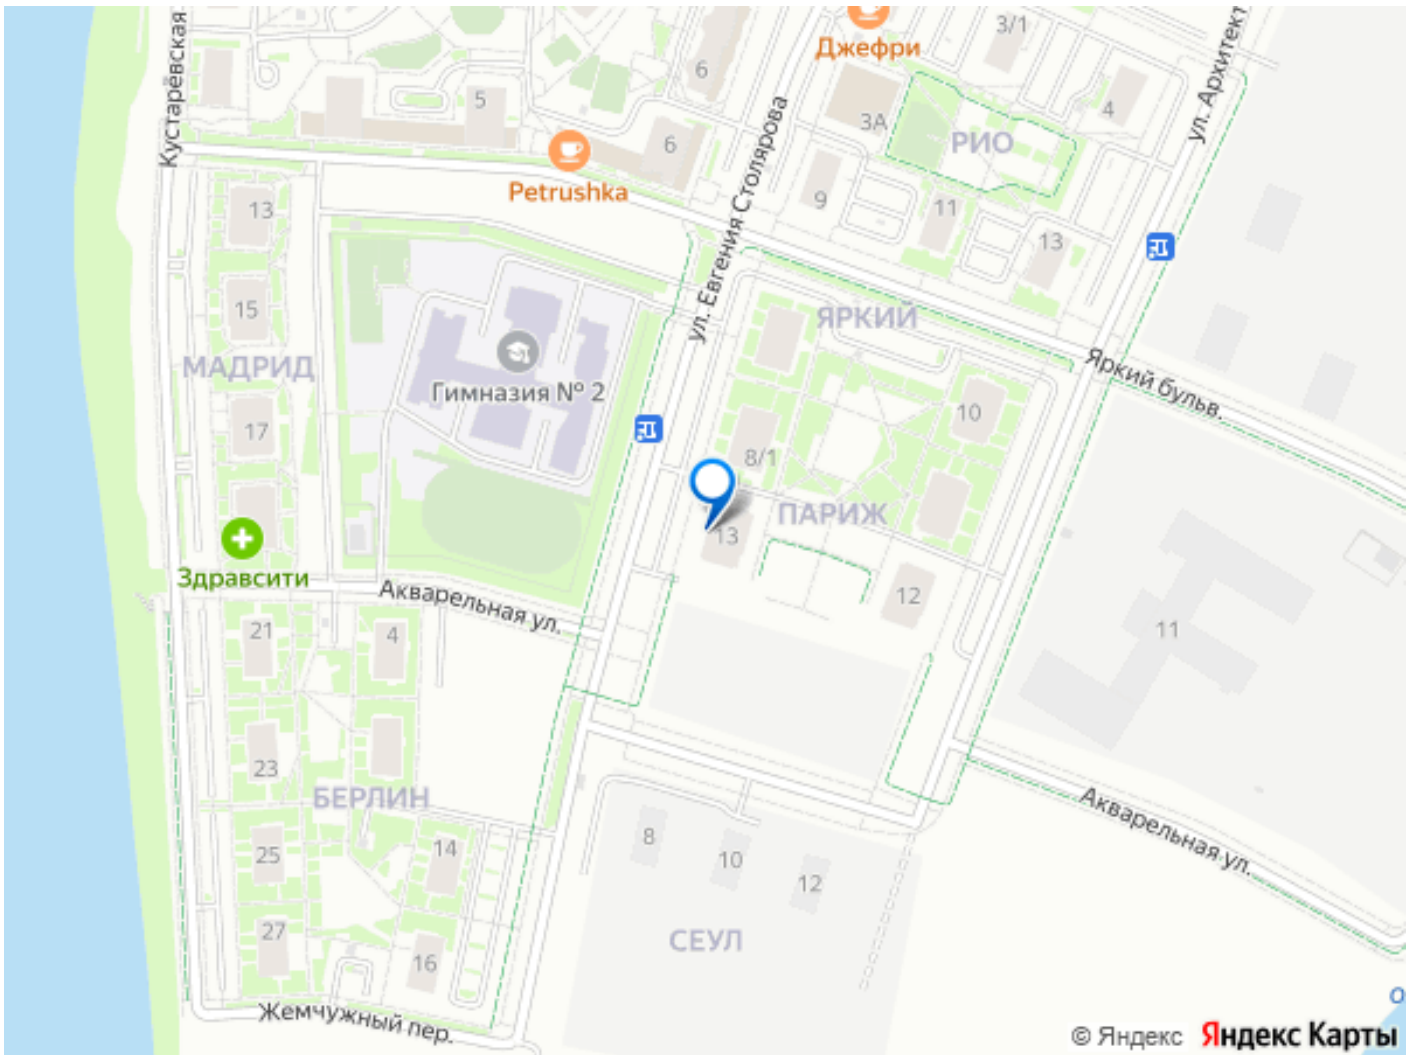 Кустарёвская
Джефри
3/1
ул. Архитект
6
5
4
3А
РИО
6
Petrushka
ул. Евгения Столярова
9
11
13
13
15
ЯРКИЙ
МАДРИД
Гимназия № 2
Яркий бульв.
10
17
8/1
ПАРИЖ
13
Здравсити
Акварельная ул.
12
11
21
4
23
БЕРЛИН
Акварельная ул.
8
14
25
10
12
27
СЕУЛ
16
О
Жемчужный пер.
© Яндекс Яндекс Карты